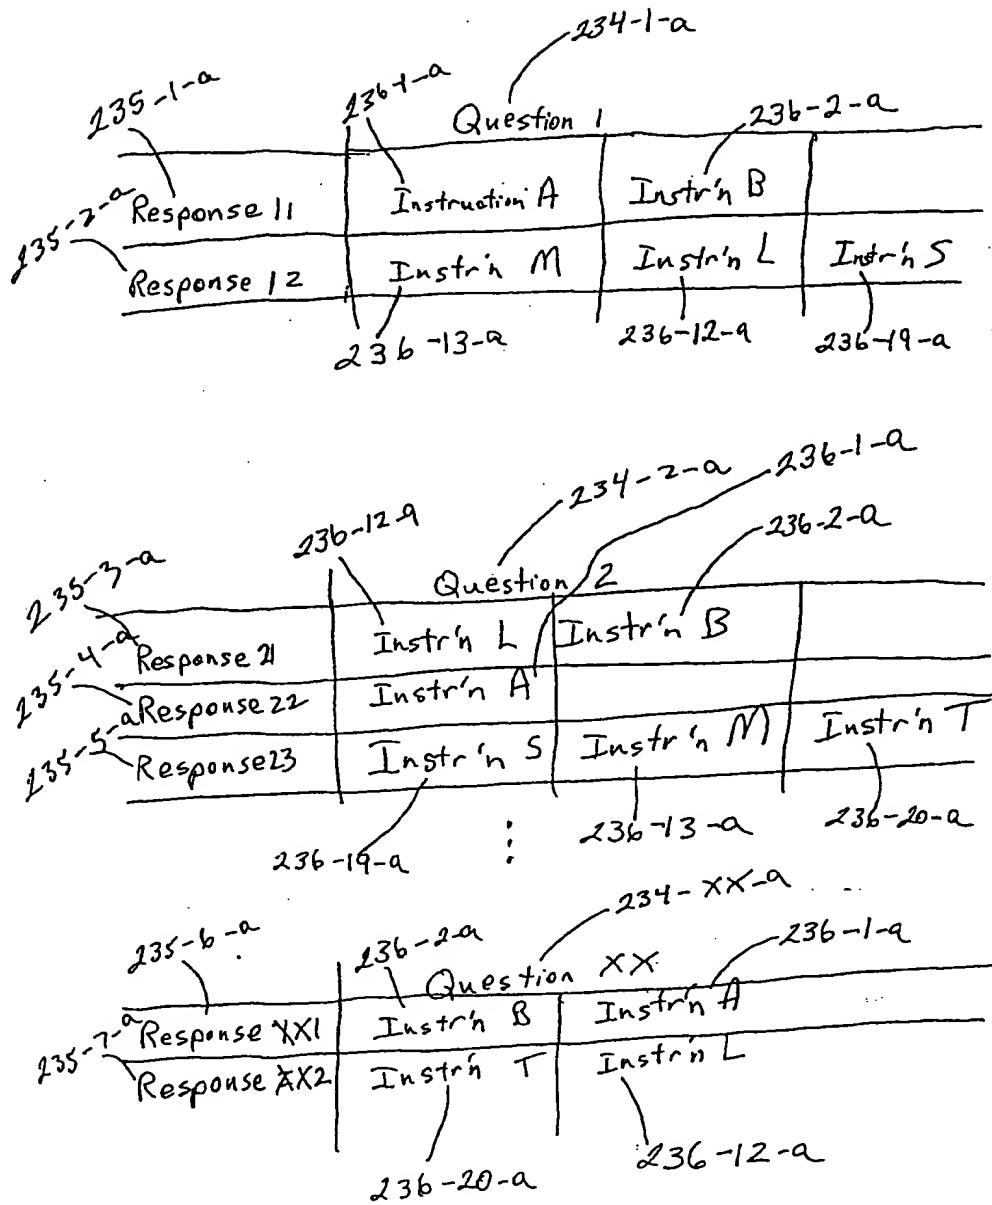 234-1-a
235-1-a 236-1-a
Question 1 236-2-a
Response 11 Instruction A Instr'n B
235-2-a
Response 12 Instr'n M Instr'n L Instr'n S
236-13-a 236-12-a 236-19-a
236-1-a
234-2-a
236-12-a 236-2-a
235-3-a Question 2
Response 21 Instr'n L Instr'n B
235-4-a
Response 22 Instr'n A
235-5-a
Response 23 Instr'n S Instr'n M Instr'n T
236-19-a 236-13-a 236-20-a
234-XX-a
235-6-a 236-2-a 236-1-a
Question XX
Response XX1 Instr'n B Instr'n A
235-7-a
Response XX2 Instr'n T Instr'n L
236-20-a 236-12-a